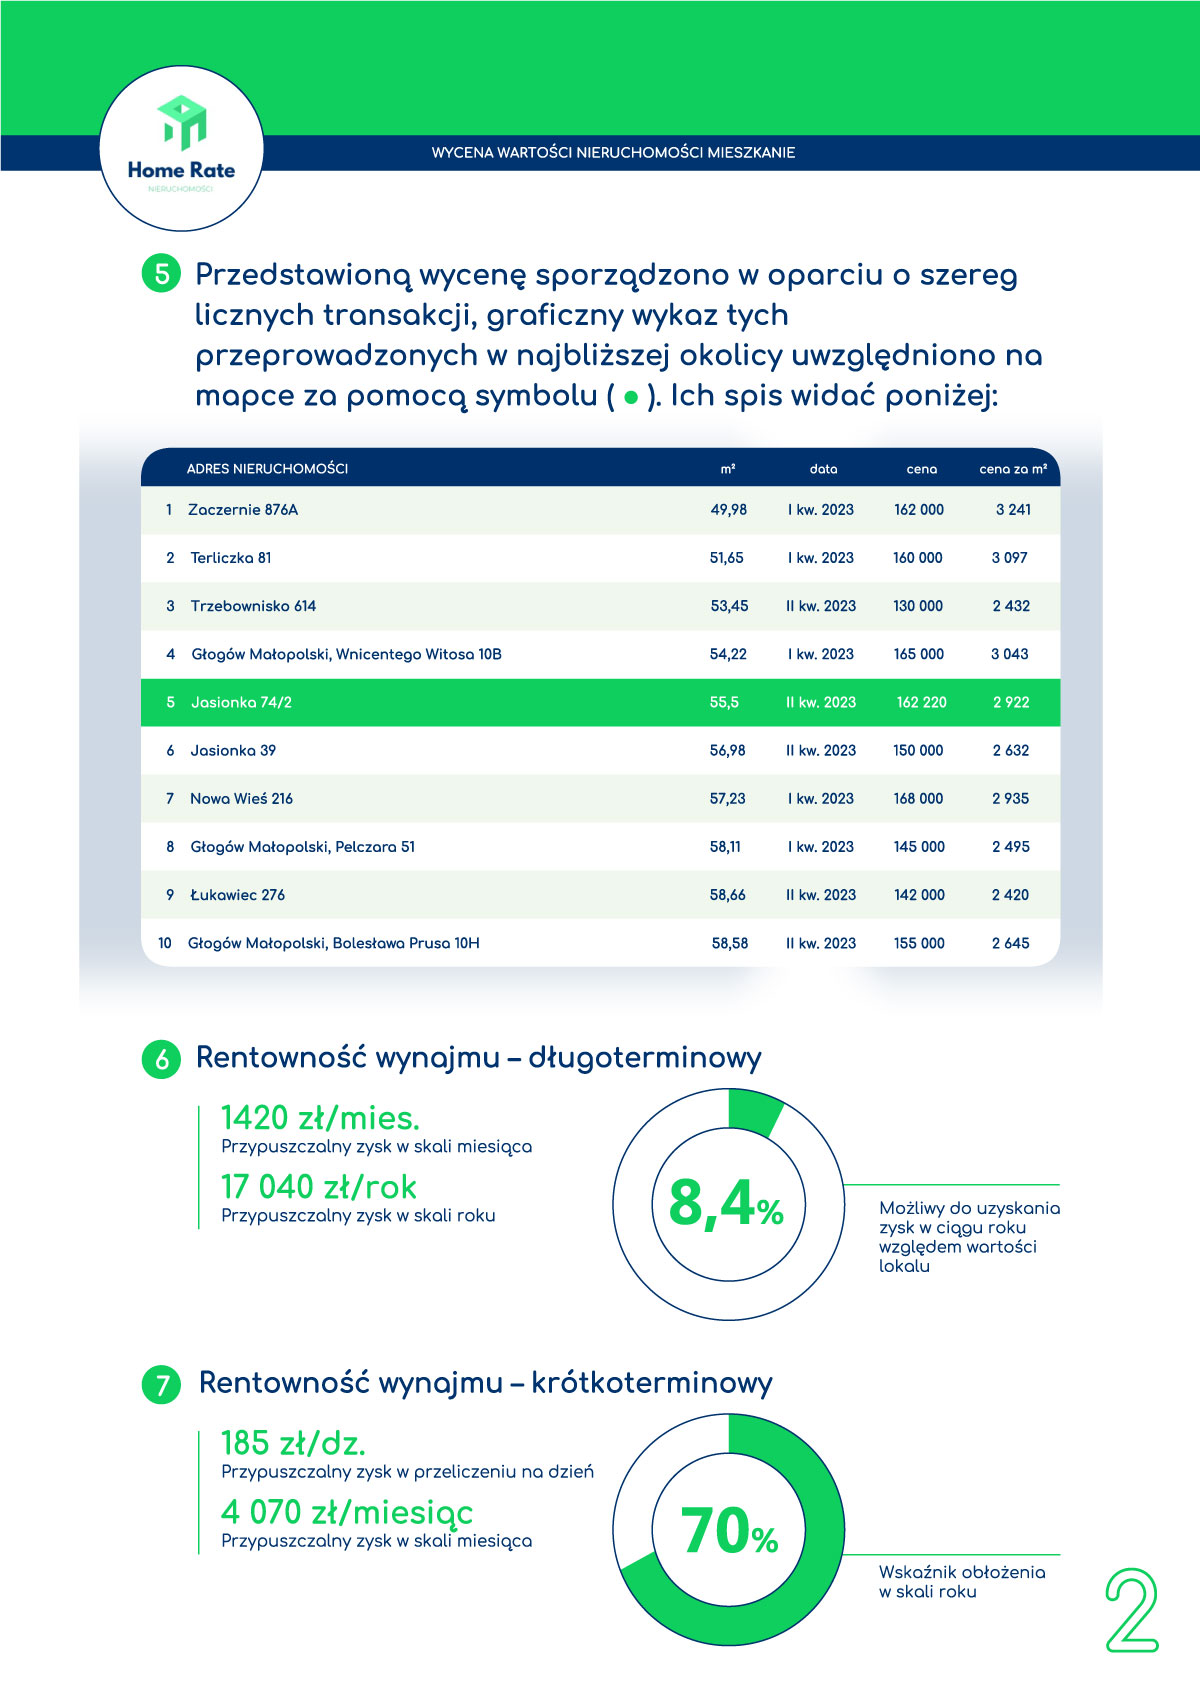 WYCENA WARTOŚCI NIERUCHOMOŚCI MIESZKANIE
Home Rate
NIERUCHOMOŚCI
5 Przedstawioną wycenę sporządzono w oparciu o szereg
licznych transakcji, graficzny wykaz tych
przeprowadzonych w najbliższej okolicy uwzględniono na
mapce za pomocą symbolu ( ● ). Ich spis widać poniżej:
ADRES NIERUCHOMOŚCI m² data cena cena za m²
1 Zaczernie 876A 49,98 I kw. 2023 162 000 3 241
2 Terliczka 81 51,65 I kw. 2023 160 000 3 097
3 Trzebownisko 614 53,45 II kw. 2023 130 000 2 432
4 Głogów Małopolski, Wnicentego Witosa 10B 54,22 I kw. 2023 165 000 3 043
5 Jasionka 74/2 55,5 II kw. 2023 162 220 2 922
6 Jasionka 39 56,98 II kw. 2023 150 000 2 632
7 Nowa Wieś 216 57,23 I kw. 2023 168 000 2 935
8 Głogów Małopolski, Pelczara 51 58,11 I kw. 2023 145 000 2 495
9 Łukawiec 276 58,66 II kw. 2023 142 000 2 420
10 Głogów Małopolski, Bolesława Prusa 10H 58,58 II kw. 2023 155 000 2 645
6 Rentowność wynajmu – długoterminowy
1420 zł/mies.
Przypuszczalny zysk w skali miesiąca
17 040 zł/rok
Przypuszczalny zysk w skali roku
8,4%
Możliwy do uzyskania
zysk w ciągu roku
względem wartości
lokalu
7 Rentowność wynajmu – krótkoterminowy
185 zł/dz.
Przypuszczalny zysk w przeliczeniu na dzień
4 070 zł/miesiąc
Przypuszczalny zysk w skali miesiąca
70%
Wskaźnik obłożenia
w skali roku
2